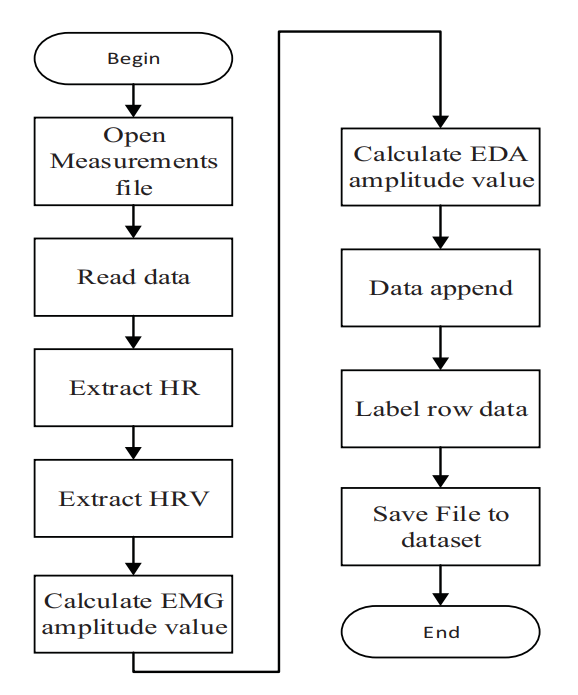 Begin
Open
Measurements
file
Read data
Extract HR
Extract HRV
Calculate EMG
amplitude value
Calculate EDA
amplitude value
Data append
Label row data
Save File to
dataset
End